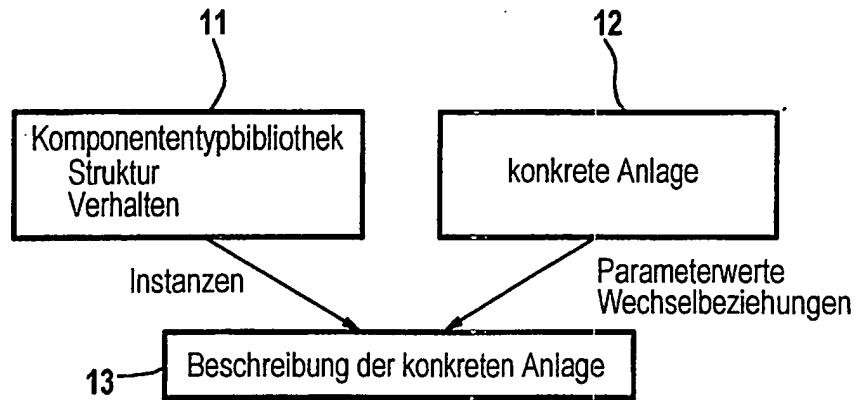 11
12
Komponententypbibliothek
Struktur
Verhalten
konkrete Anlage
Instanzen
Parameterwerte
Wechselbeziehungen
13
Beschreibung der konkreten Anlage